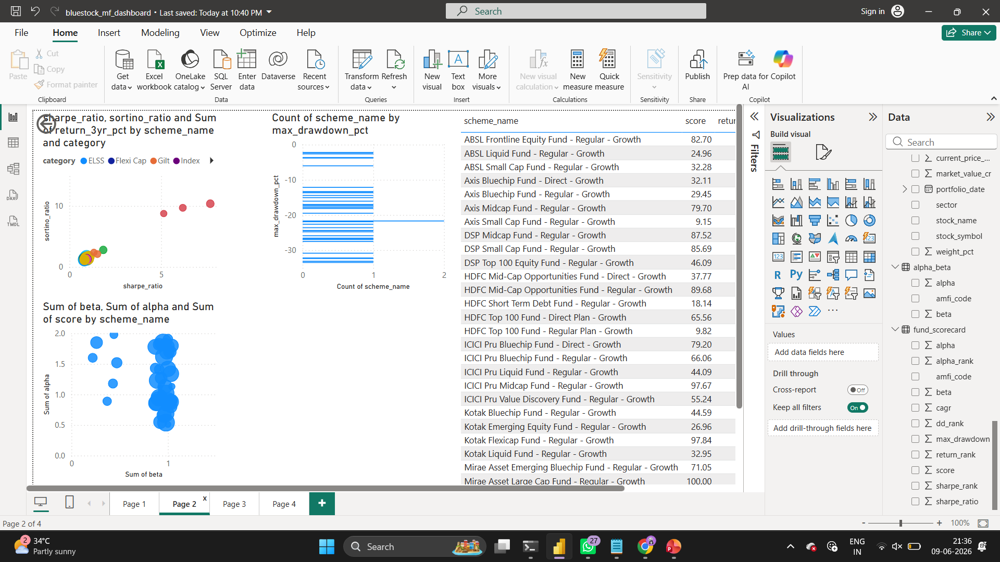 bluestock_mf_dashboard • Last saved: Today at 10:40 PM
Search
Sign in
File
Home
Insert
Modeling
View
Optimize
Help
Share
Paste
Cut
Copy
Format painter
Clipboard
Get data
Excel workbook
OneLake catalog
SQL Server
Enter data
Dataverse
Recent sources
Data
Transform data
Refresh
Queries
New visual
Text box
More visuals
Insert
New visual calculation
New measure
Quick measure
Calculations
Sensitivity
Sensitivity
Publish
Share
Prep data for AI
Copilot
Copilot
sharpe_ratio, sortino_ratio and Sum
of return_3yr_pct by scheme_name
and category
category ELSS Flexi Cap Gilt Index
sortino_ratio
10
0
0
5
sharpe_ratio
Sum of beta, Sum of alpha and Sum
of score by scheme_name
Sum of alpha
2.0
1.5
1.0
0.5
0.0
0
1
Sum of beta
Count of scheme_name by
max_drawdown_pct
max_drawdown_pct
0
-10
-20
-30
0
1
2
Count of scheme_name
scheme_name score retur
ABSL Frontline Equity Fund - Regular - Growth 82.70
ABSL Liquid Fund - Regular - Growth 24.96
ABSL Small Cap Fund - Regular - Growth 32.28
Axis Bluechip Fund - Direct - Growth 32.11
Axis Bluechip Fund - Regular - Growth 29.45
Axis Midcap Fund - Regular - Growth 79.70
Axis Small Cap Fund - Regular - Growth 9.15
DSP Midcap Fund - Regular - Growth 87.52
DSP Small Cap Fund - Regular - Growth 85.69
DSP Top 100 Equity Fund - Regular - Growth 46.09
HDFC Mid-Cap Opportunities Fund - Direct - Growth 37.77
HDFC Mid-Cap Opportunities Fund - Regular - Growth 89.68
HDFC Short Term Debt Fund - Regular - Growth 18.14
HDFC Top 100 Fund - Direct Plan - Growth 65.56
HDFC Top 100 Fund - Regular Plan - Growth 9.82
ICICI Pru Bluechip Fund - Direct - Growth 79.20
ICICI Pru Bluechip Fund - Regular - Growth 66.06
ICICI Pru Liquid Fund - Regular - Growth 44.09
ICICI Pru Midcap Fund - Regular - Growth 97.67
ICICI Pru Value Discovery Fund - Regular - Growth 55.24
Kotak Bluechip Fund - Regular - Growth 44.59
Kotak Emerging Equity Fund - Regular - Growth 26.96
Kotak Flexicap Fund - Regular - Growth 97.84
Kotak Liquid Fund - Regular - Growth 32.95
Mirae Asset Emerging Bluechip Fund - Regular - Growth 71.05
Mirae Asset Large Cap Fund - Regular - Growth 100.00
Filters
Visualizations
Build visual
123
123
R
Py
...
Values
Add data fields here
Drill through
Cross-report
Off
Keep all filters
On
Add drill-through fields here
Data
Search
current_price_...
market_value_cr
portfolio_date
sector
stock_name
stock_symbol
weight_pct
alpha_beta
alpha
amfi_code
beta
fund_scorecard
alpha
alpha_rank
amfi_code
beta
cagr
dd_rank
max_drawdown
return_rank
score
sharpe_rank
sharpe_ratio
DAX
TMDL
Page 1
Page 2
x
Page 3
Page 4
+
Page 2 of 4
- + 100%
2
34°C
Partly sunny
Search
27
ENG
IN
21:36
09-06-2026